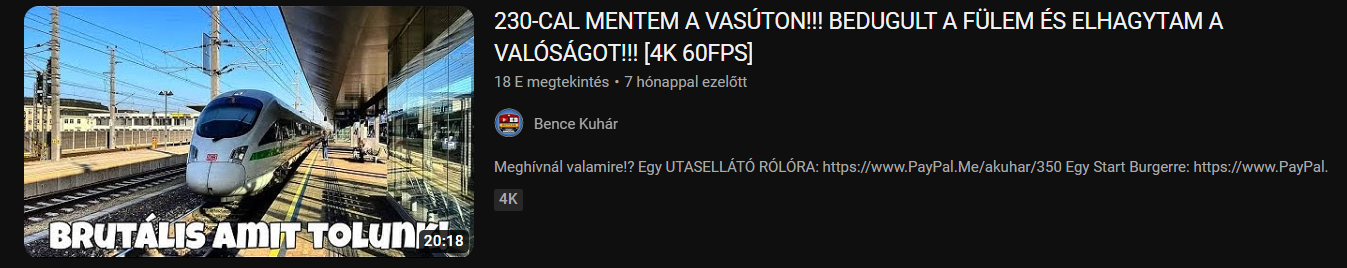 230-CAL MENTEM A VASÚTON!!! BEDUGULT A FÜLEM ÉS ELHAGYTAM A
VALÓSÁGOT!!! [4K 60FPS]
18 E megtekintés • 7 hónappal ezelőtt
Bence Kuhár
Meghívnál valamire!? Egy UTASELLÁTÓ RÓLÓRA: https://www.PayPal.Me/akuhar/350 Egy Start Burgerre: https://www.PayPal.
4K
DB
BRUTÁLIS AMIT TOLUNK!
20:18